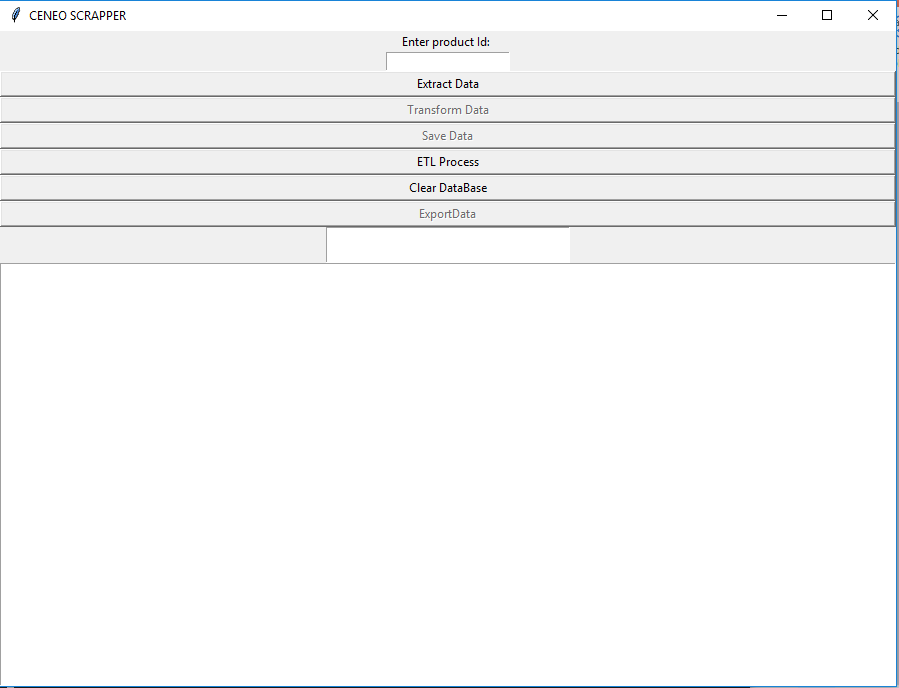 CENEO SCRAPPER
Enter product Id:
Extract Data
Transform Data
Save Data
ETL Process
Clear DataBase
ExportData